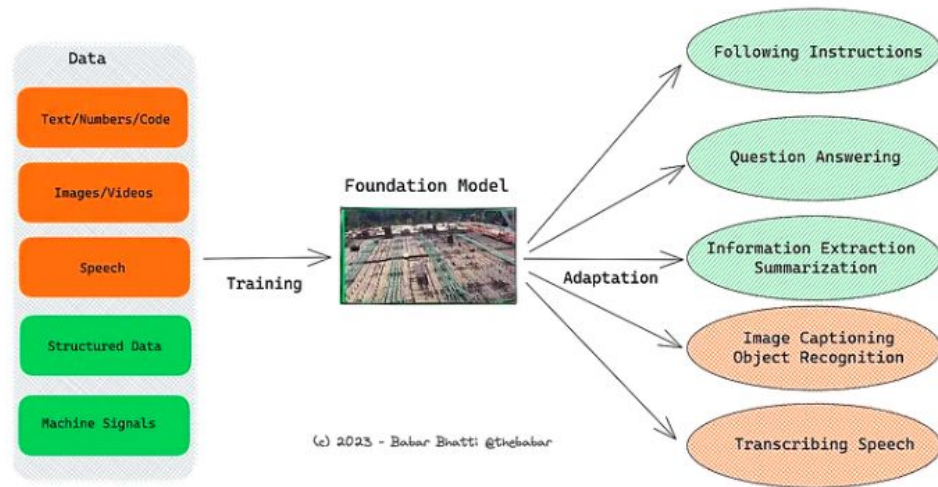 Data
Text/Numbers/Code
Images/Videos
Speech
Structured Data
Machine Signals
Training
Foundation Model
Adaptation
Following Instructions
Question Answering
Information Extraction
Summarization
Image Captioning
Object Recognition
Transcribing Speech
(c) 2023 - Babar Bhatti @thebabar